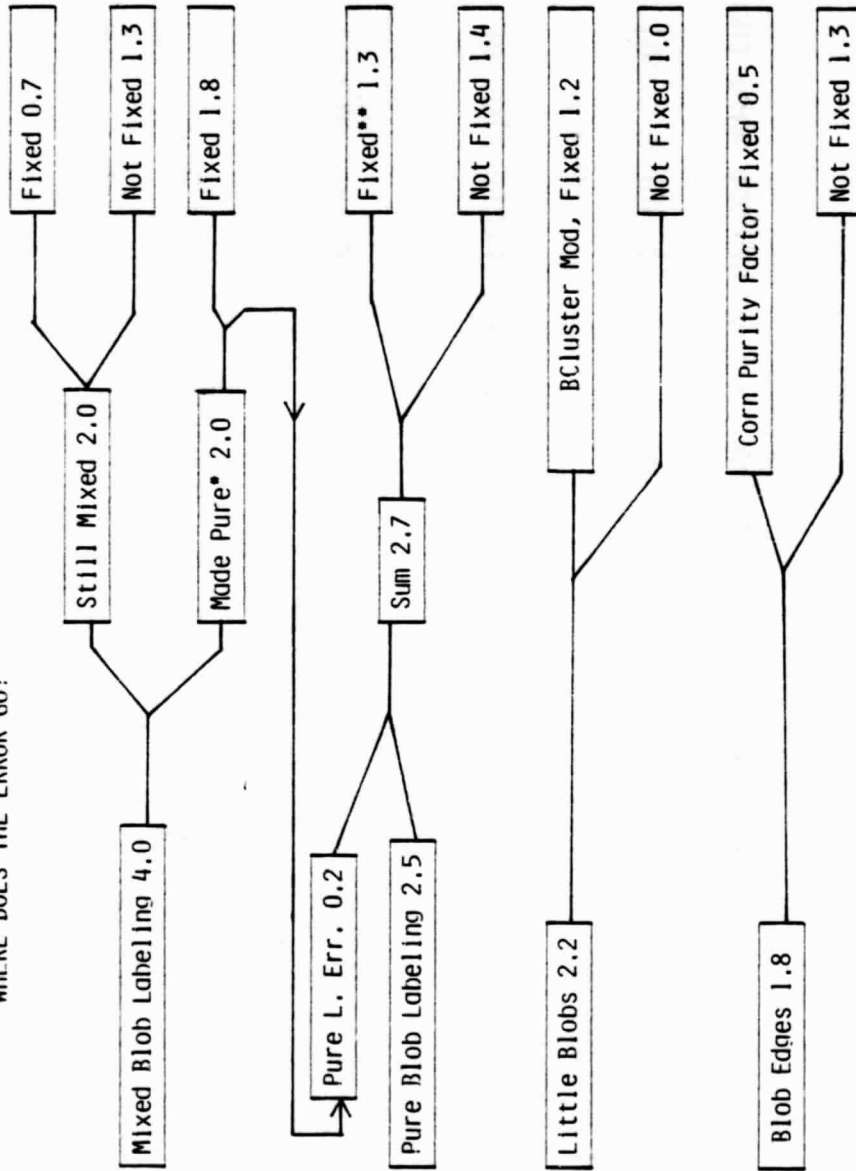 WHERE DOES THE ERROR GO?
Mixed Blob Labeling 4.0
Still Mixed 2.0
Fixed 0.7
Not Fixed 1.3
Made Pure* 2.0
Fixed 1.8
Pure L. Err. 0.2
Pure Blob Labeling 2.5
Sum 2.7
Fixed** 1.3
Not Fixed 1.4
Little Blobs 2.2
BCluster Mod, Fixed 1.2
Not Fixed 1.0
Blob Edges 1.8
Corn Purity Factor Fixed 0.5
Not Fixed 1.3